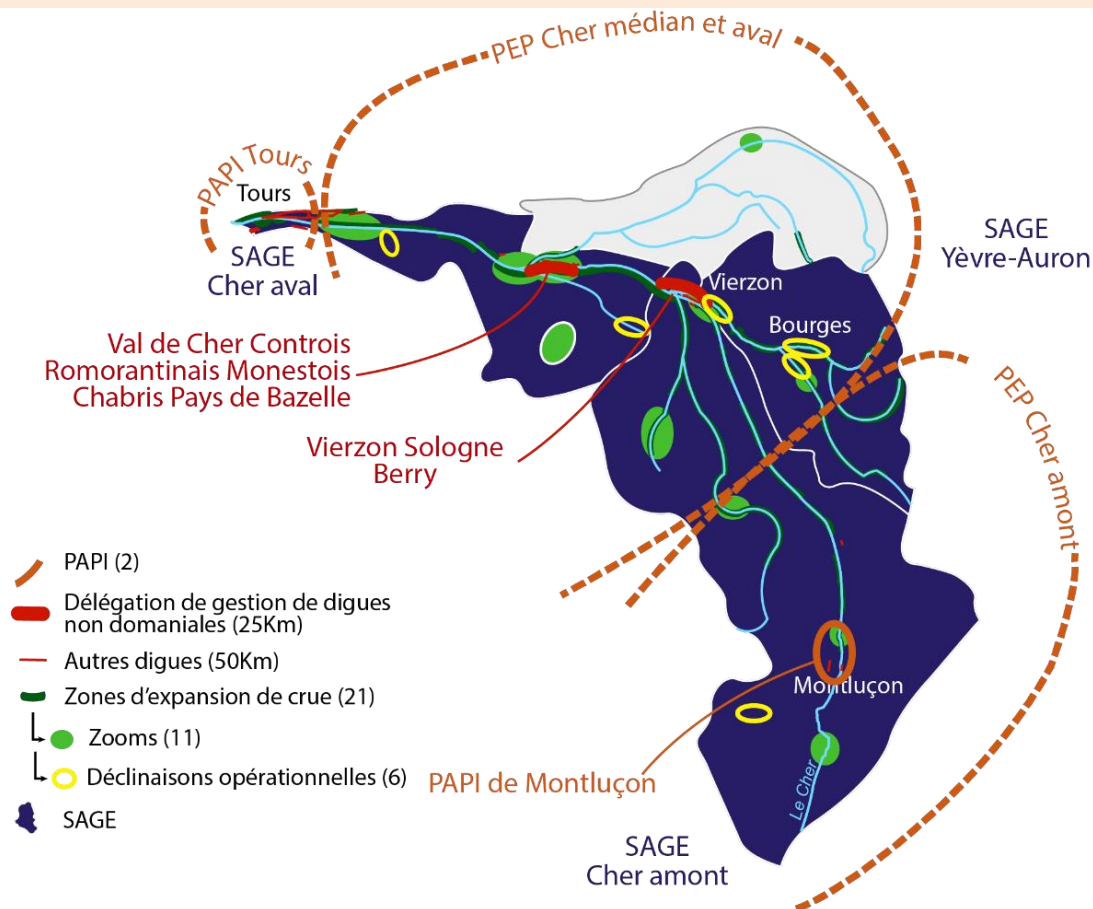 PEP Cher médian et aval
PAPI Tours
Tours
SAGE
Cher aval
SAGE
Yèvre-Auron
Vierzon
Bourges
Val de Cher Controis
Romorantinais Monestois
Chabris Pays de Bazelle
Vierzon Sologne
Berry
PEP Cher amont
PAPI (2)
Délégation de gestion de digues
non domaniales (25Km)
Autres digues (50Km)
Zones d'expansion de crue (21)
Zooms (11)
Déclinaisons opérationnelles (6)
SAGE
Montluçon
PAPI de Montluçon
Le Cher
SAGE
Cher amont